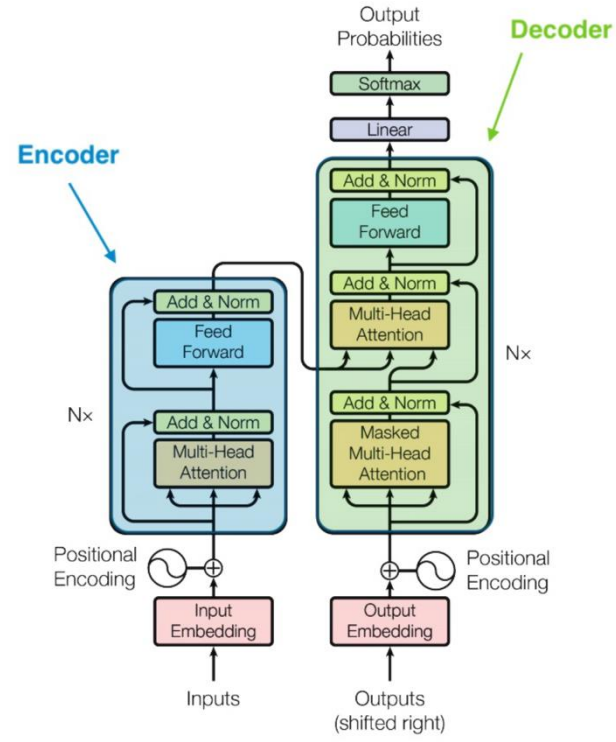 Output
Probabilities
Decoder
Softmax
Linear
Encoder
Add & Norm
Feed
Forward
Add & Norm
Multi-Head
Attention
Add & Norm
Feed
Forward
Nx
Add & Norm
Masked
Multi-Head
Attention
Nx
Add & Norm
Multi-Head
Attention
Positional
Encoding
Positional
Encoding
Input
Embedding
Output
Embedding
Inputs
Outputs
(shifted right)